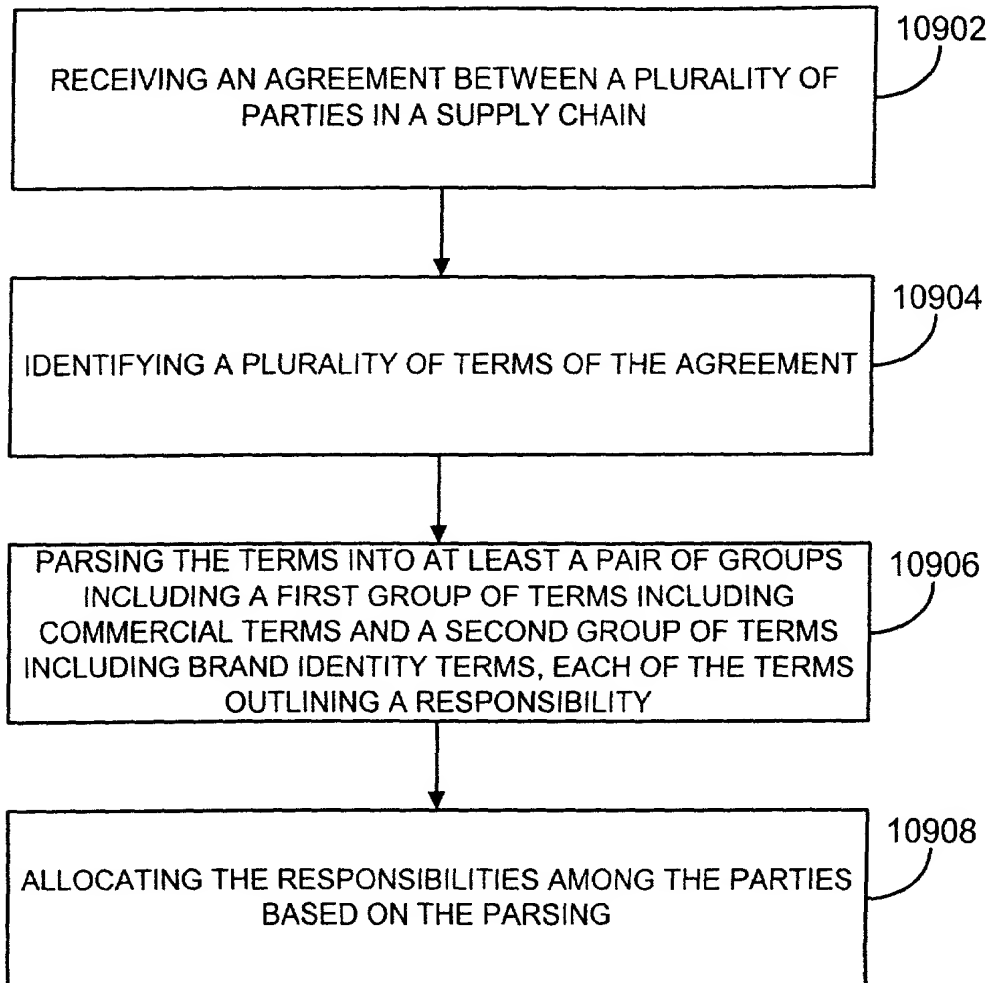 10902
RECEIVING AN AGREEMENT BETWEEN A PLURALITY OF
PARTIES IN A SUPPLY CHAIN
10904
IDENTIFYING A PLURALITY OF TERMS OF THE AGREEMENT
10906
PARSING THE TERMS INTO AT LEAST A PAIR OF GROUPS
INCLUDING A FIRST GROUP OF TERMS INCLUDING
COMMERCIAL TERMS AND A SECOND GROUP OF TERMS
INCLUDING BRAND IDENTITY TERMS, EACH OF THE TERMS
OUTLINING A RESPONSIBILITY
10908
ALLOCATING THE RESPONSIBILITIES AMONG THE PARTIES
BASED ON THE PARSING